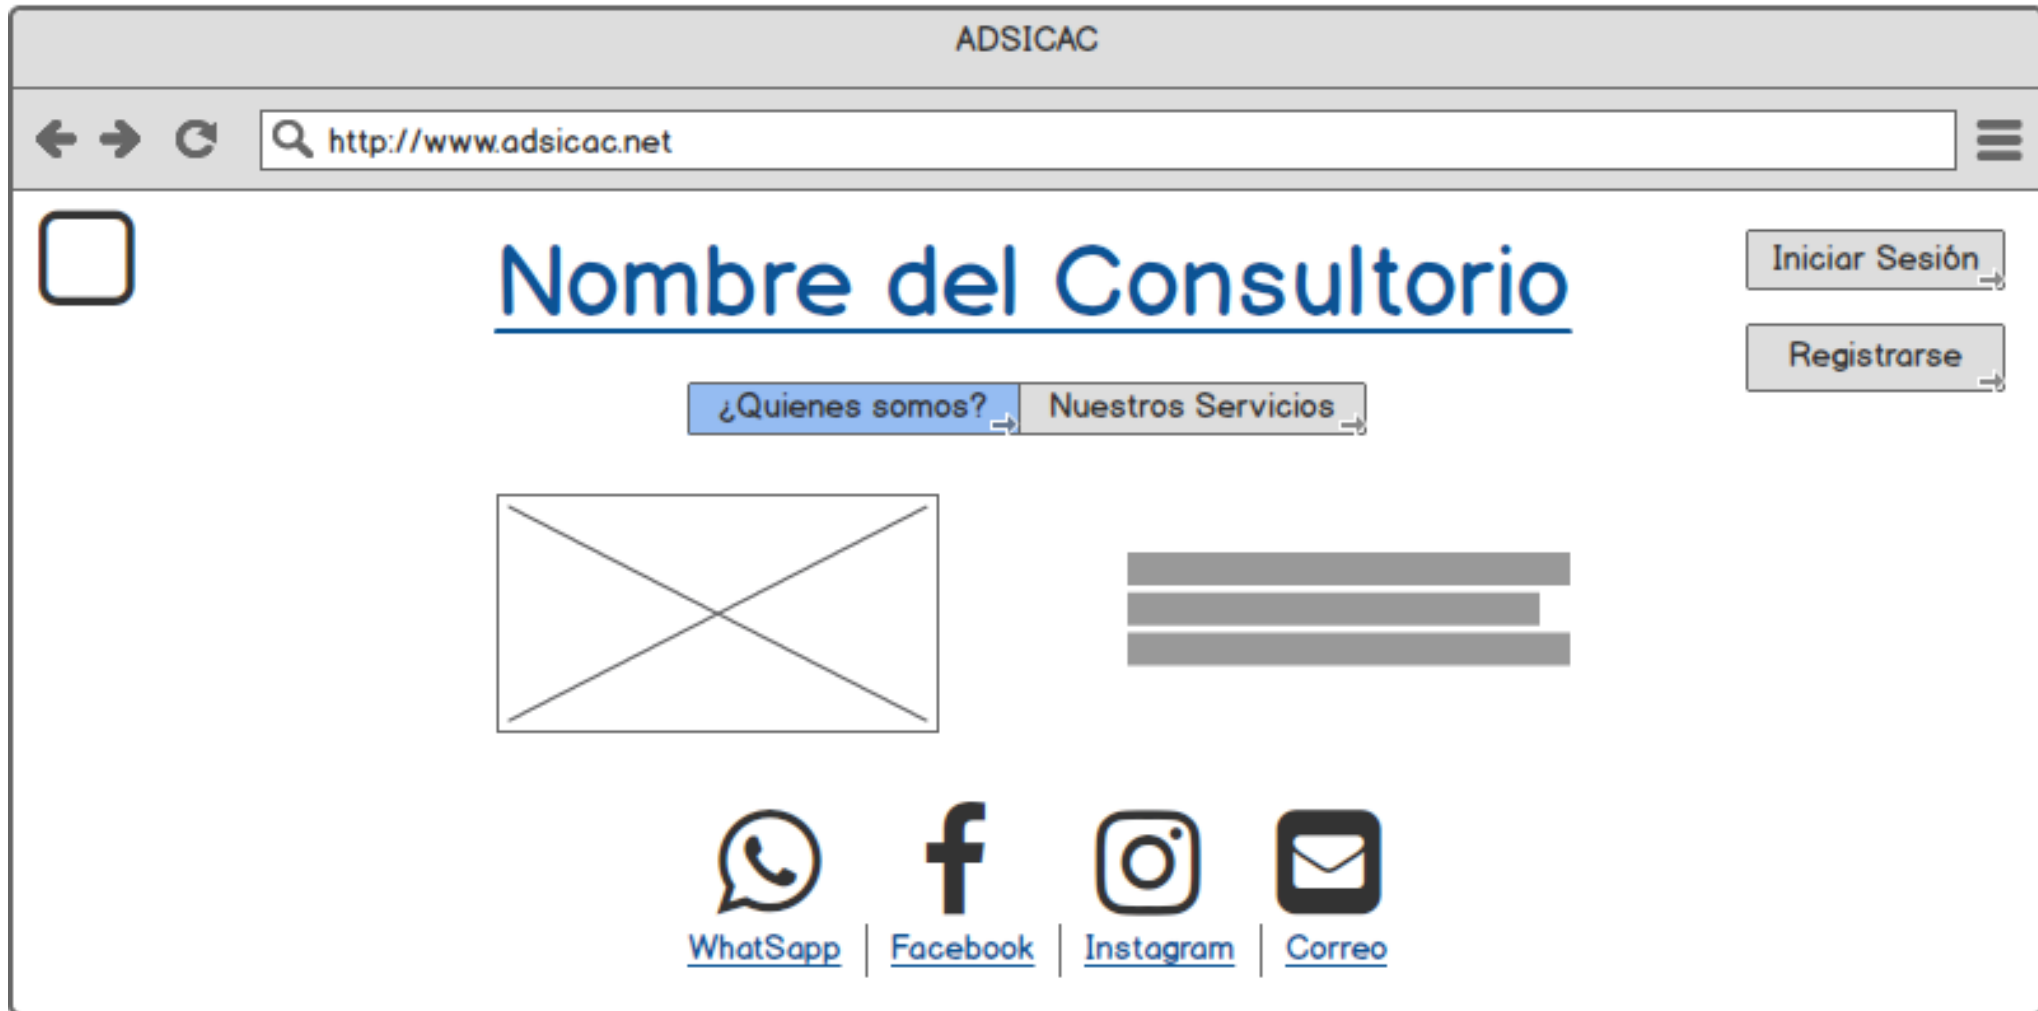 ADSICAC
http://www.adsicac.net
Nombre del Consultorio
Iniciar Sesión
Registrarse
¿Quienes somos? Nuestros Servicios
WhatSapp Facebook Instagram Correo